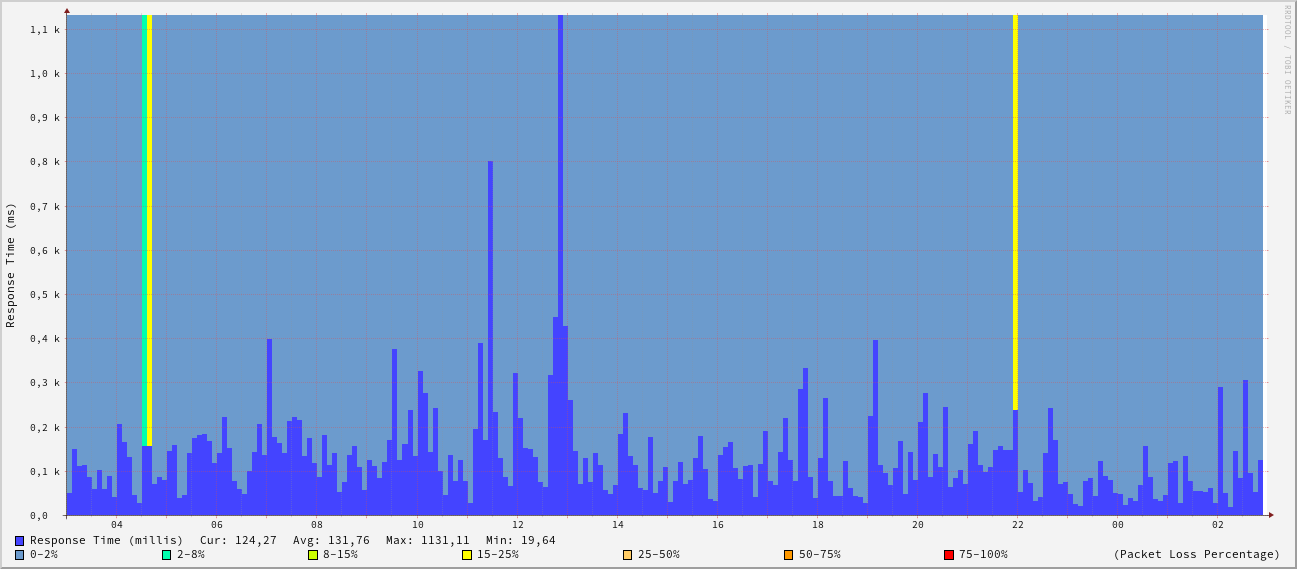 RRDTOOL / TOBI OETIKER
Response Time (ms)
1,1 k
1,0 k
0,9 k
0,8 k
0,7 k
0,6 k
0,5 k
0,4 k
0,3 k
0,2 k
0,1 k
0,0
04 06 08 10 12 14 16 18 20 22 00 02
Response Time (millis) Cur: 124,27 Avg: 131,76 Max: 1131,11 Min: 19,64
0-2% 2-8% 8-15% 15-25% 25-50% 50-75% 75-100% (Packet Loss Percentage)